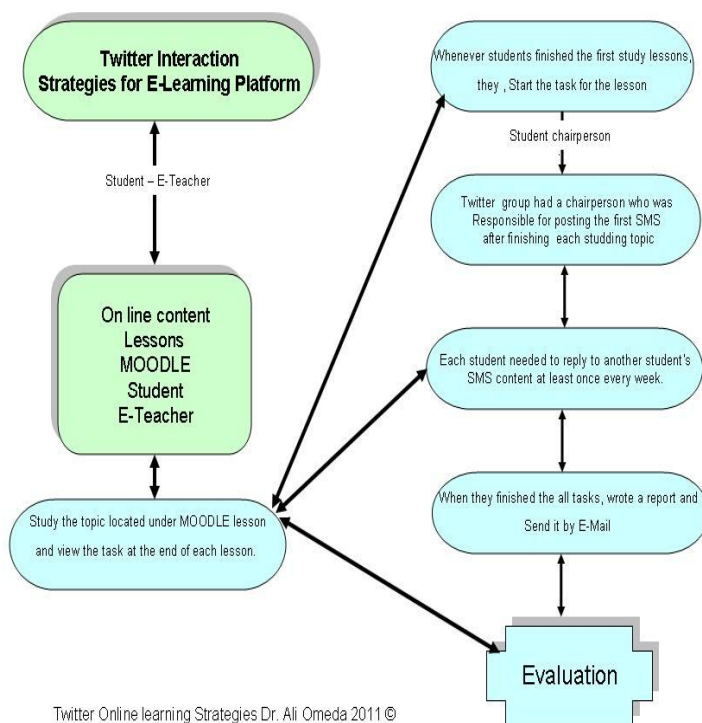 Twitter Interaction
Strategies for E-Learning Platform
Student – E-Teacher
On line content
Lessons
MOODLE
Student
E-Teacher
Study the topic located under MOODLE lesson
and view the task at the end of each lesson.
Whenever students finished the first study lessons,
they , Start the task for the lesson
Student chairperson
Twitter group had a chairperson who was
Responsible for posting the first SMS
after finishing each studding topic
Each student needed to reply to another student's
SMS content at least once every week.
When they finished the all tasks, wrote a report and
Send it by E-Mail
Evaluation
Twitter Online learning Strategies Dr. Ali Omeda 2011 ©